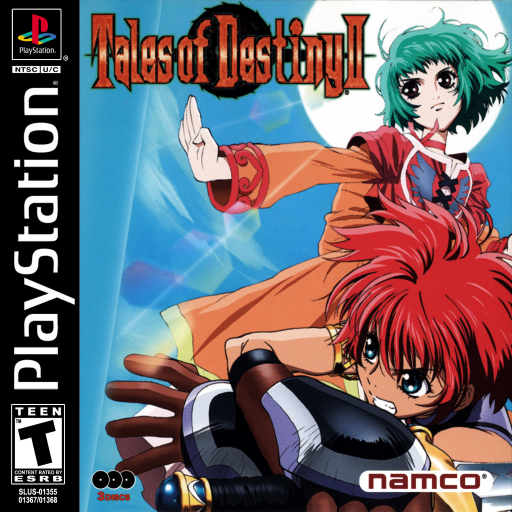 PlayStation
NTSC U/C
PlayStation
TEEN
T
CONTENT RATED BY
ESRB
SLUS-01355
01367/01368
Tales of Destiny II
3 DISCS
namco